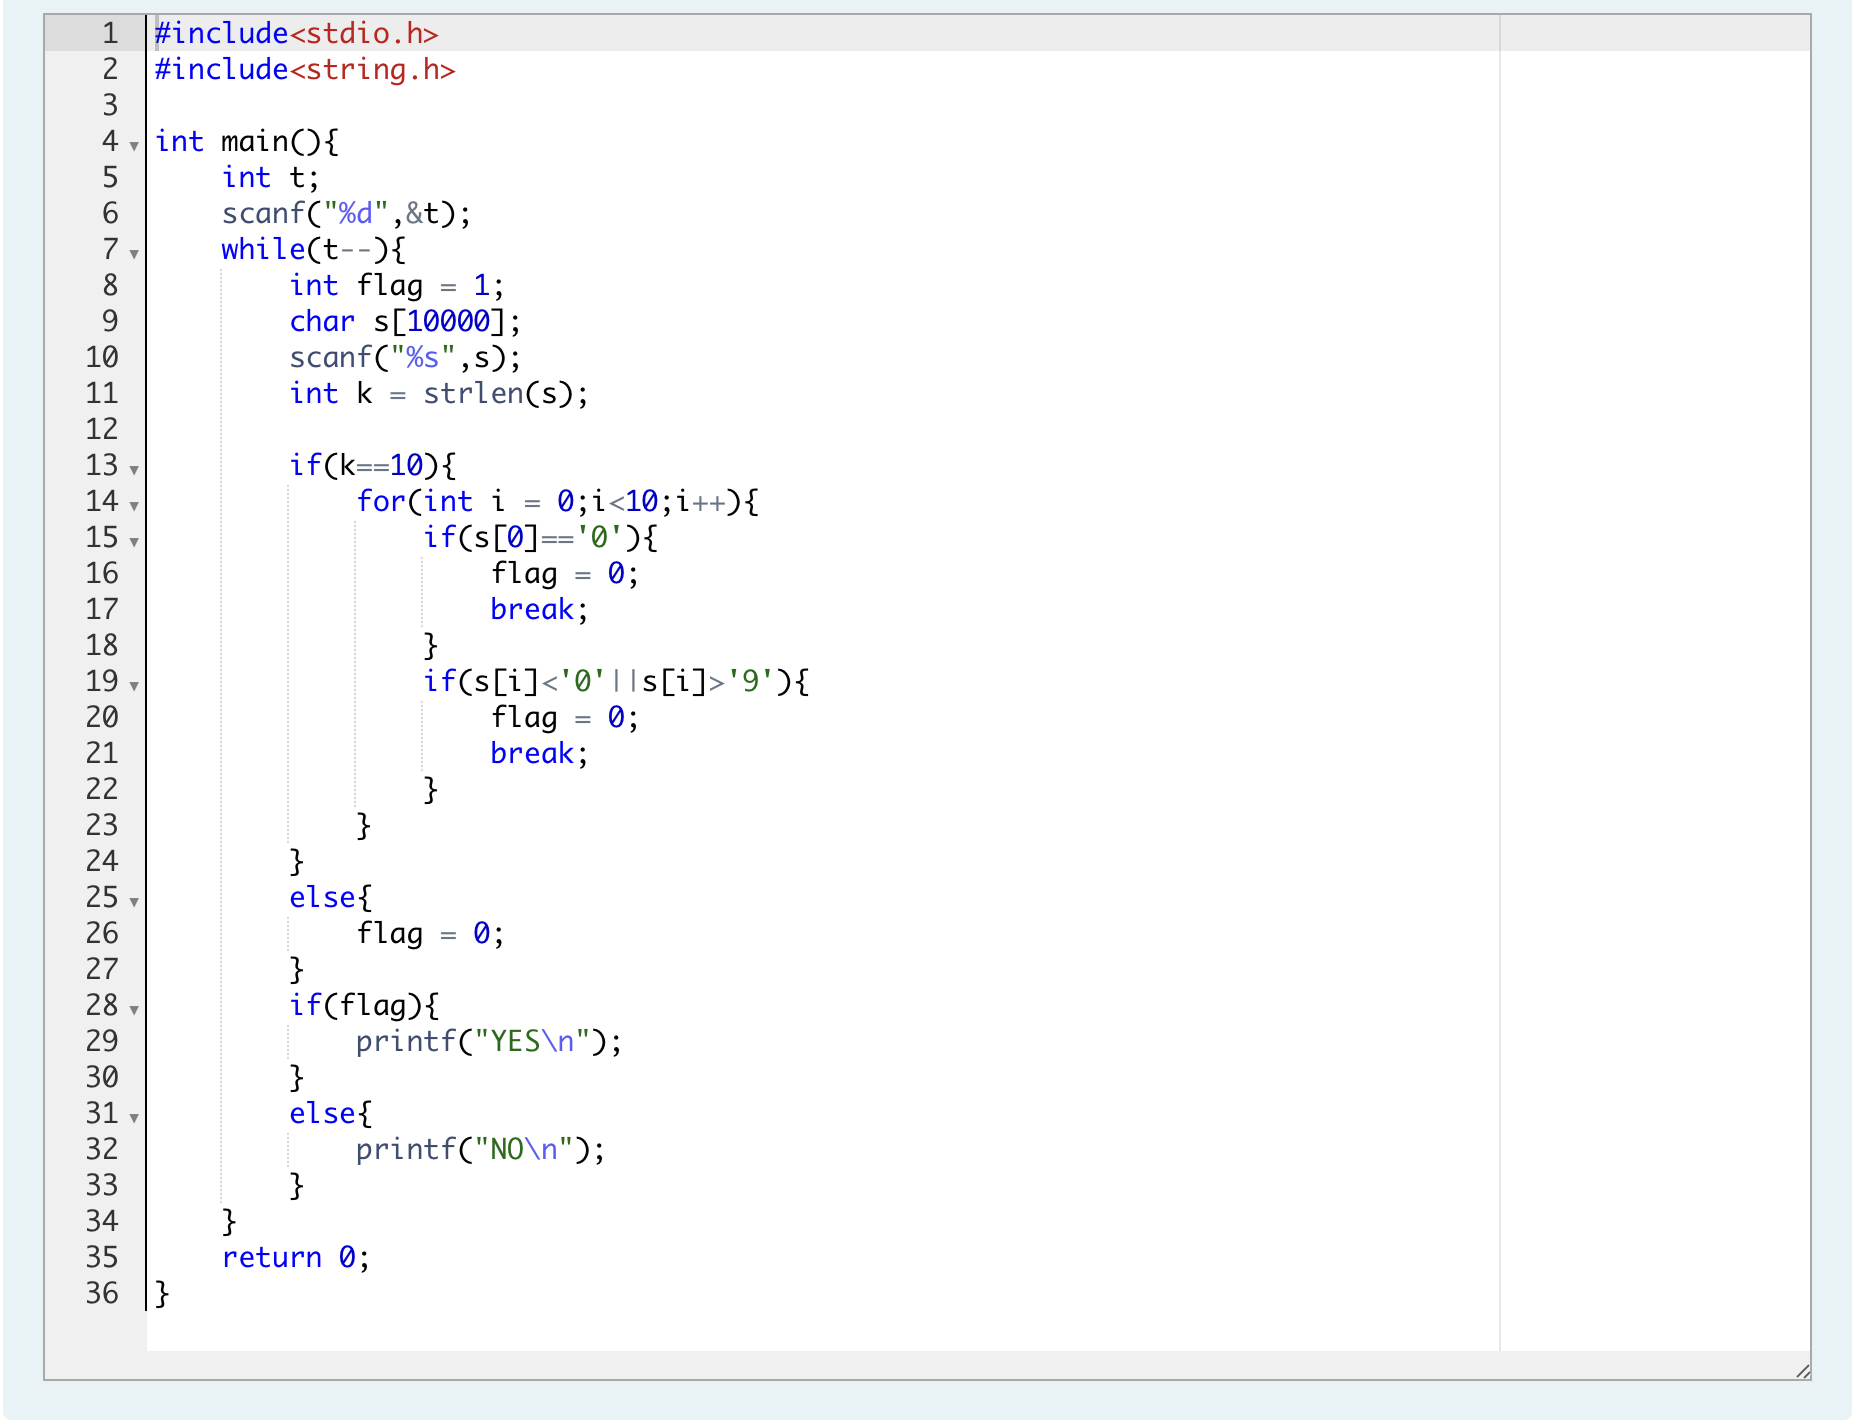 1 #include<stdio.h>
2 #include<string.h>
3
4 int main(){
5     int t;
6     scanf("%d",&t);
7     while(t--){
8         int flag = 1;
9         char s[10000];
10         scanf("%s",s);
11         int k = strlen(s);
12
13         if(k==10){
14             for(int i = 0;i<10;i++){
15                 if(s[0]=='0'){
16                     flag = 0;
17                     break;
18                 }
19                 if(s[i]<'0'||s[i]>'9'){
20                     flag = 0;
21                     break;
22                 }
23             }
24         }
25         else{
26             flag = 0;
27         }
28         if(flag){
29             printf("YES\n");
30         }
31         else{
32             printf("NO\n");
33         }
34     }
35     return 0;
36 }